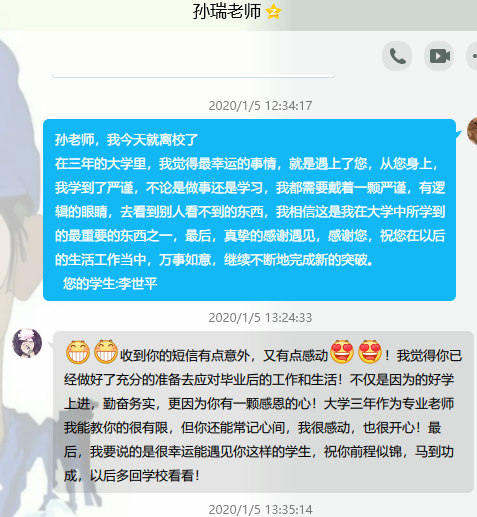 孙瑞老师
2020/1/5 12:34:17
孙老师，我今天就离校了
在三年的大学里，我觉得最幸运的事情，就是遇上了您，从您身上，
我学到了严谨，不论是做事还是学习，我都需要戴着一颗严谨，有逻
辑的眼睛，去看到别人看不到的东西，我相信这是我在大学中所学到
的最重要的东西之一，最后，真挚的感谢遇见，感谢您，祝您在以后
的生活工作当中，万事如意，继续不断地完成新的突破。
您的学生:李世平
2020/1/5 13:24:33
收到你的短信有点意外，又有点感动！我觉得你已
经做好了充分的准备去应对毕业后的工作和生活！不仅是因为的好学
上进，勤奋务实，更因为你有一颗感恩的心！大学三年作为专业老师
我能教你的很有限，但你还能常记心间，我很感动，也很开心！最
后，我要说的是很幸运能遇见你这样的学生，祝你前程似锦，马到功
成，以后多回学校看看！
2020/1/5 13:35:14